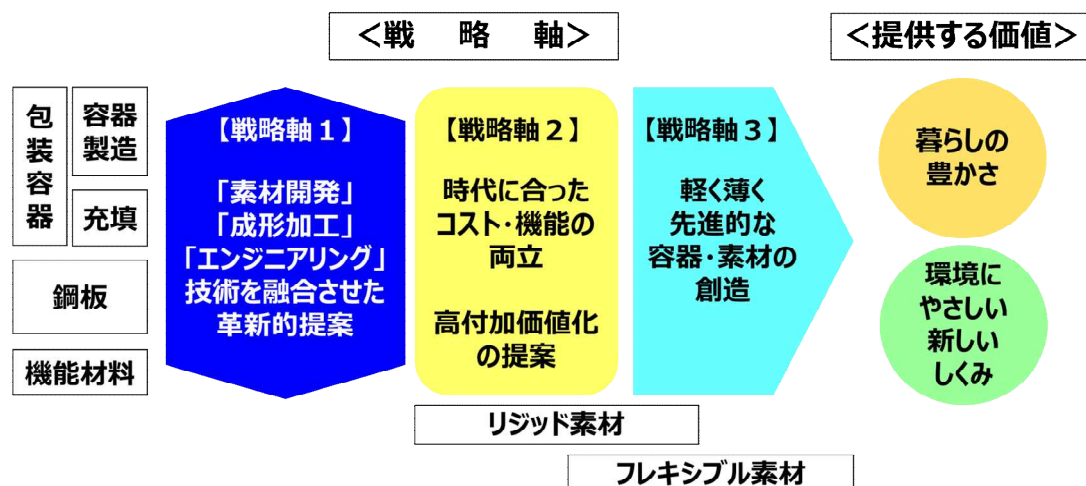 <戦 略 軸>
<提供する価値>
包装容器
容器
製造
充填
鋼板
機能材料
【戦略軸1】
「素材開発」
「成形加工」
「エンジニアリング」
技術を融合させた
革新的提案
【戦略軸2】
時代に合った
コスト・機能の
両立
高付加価値化
の提案
【戦略軸3】
軽く薄く
先進的な
容器・素材の
創造
暮らしの
豊かさ
環境に
やさしい
新しい
しくみ
リジッド素材
フレキシブル素材